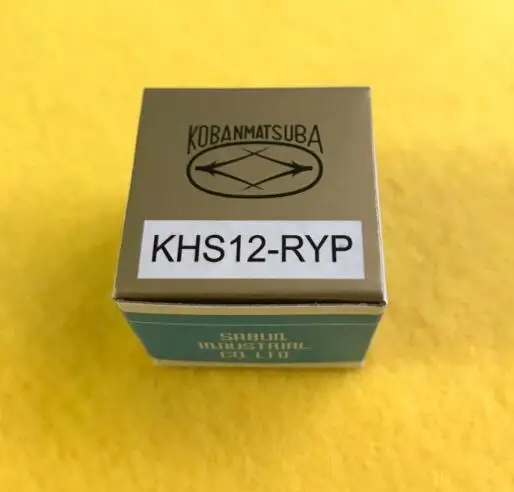 KOBANMATSUBA
KHS12-RYP
SABUN
INDUSTRIAL
CO. LTD